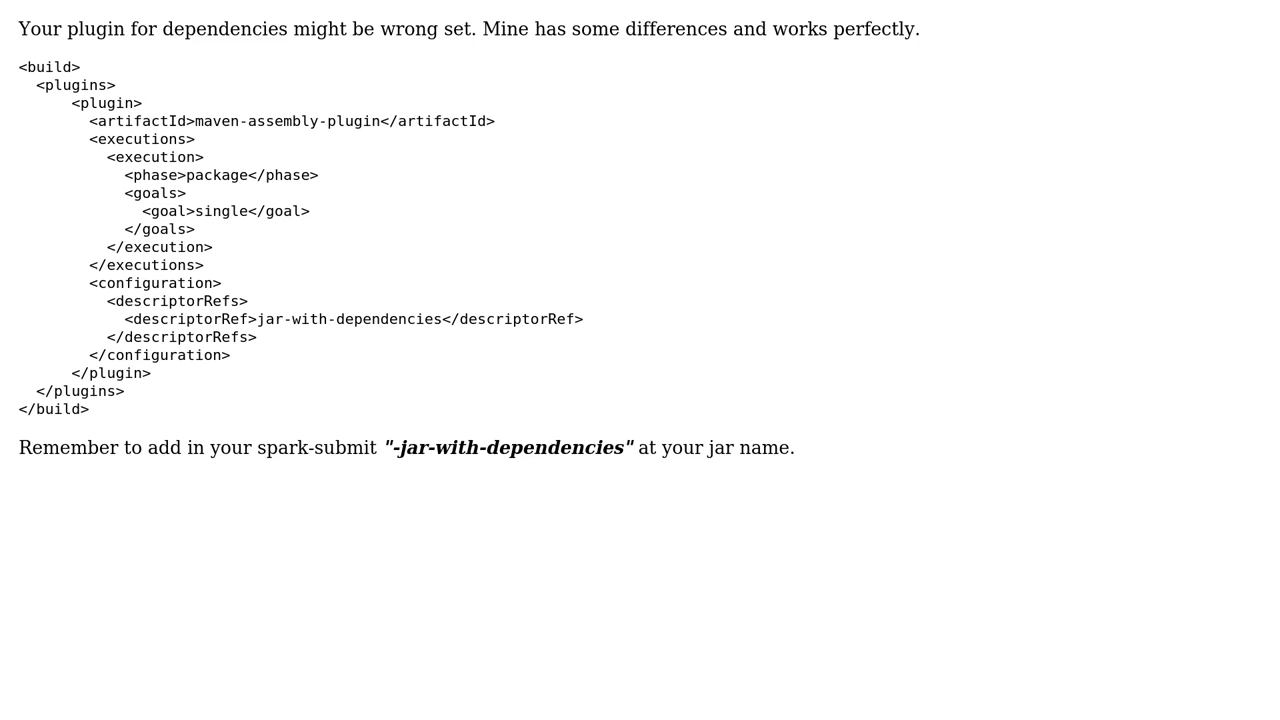 Your plugin for dependencies might be wrong set. Mine has some differences and works perfectly.
<build>
  <plugins>
      <plugin>
        <artifactId>maven-assembly-plugin</artifactId>
        <executions>
          <execution>
            <phase>package</phase>
            <goals>
              <goal>single</goal>
            </goals>
          </execution>
        </executions>
        <configuration>
          <descriptorRefs>
            <descriptorRef>jar-with-dependencies</descriptorRef>
          </descriptorRefs>
        </configuration>
      </plugin>
  </plugins>
</build>
Remember to add in your spark-submit "-jar-with-dependencies" at your jar name.